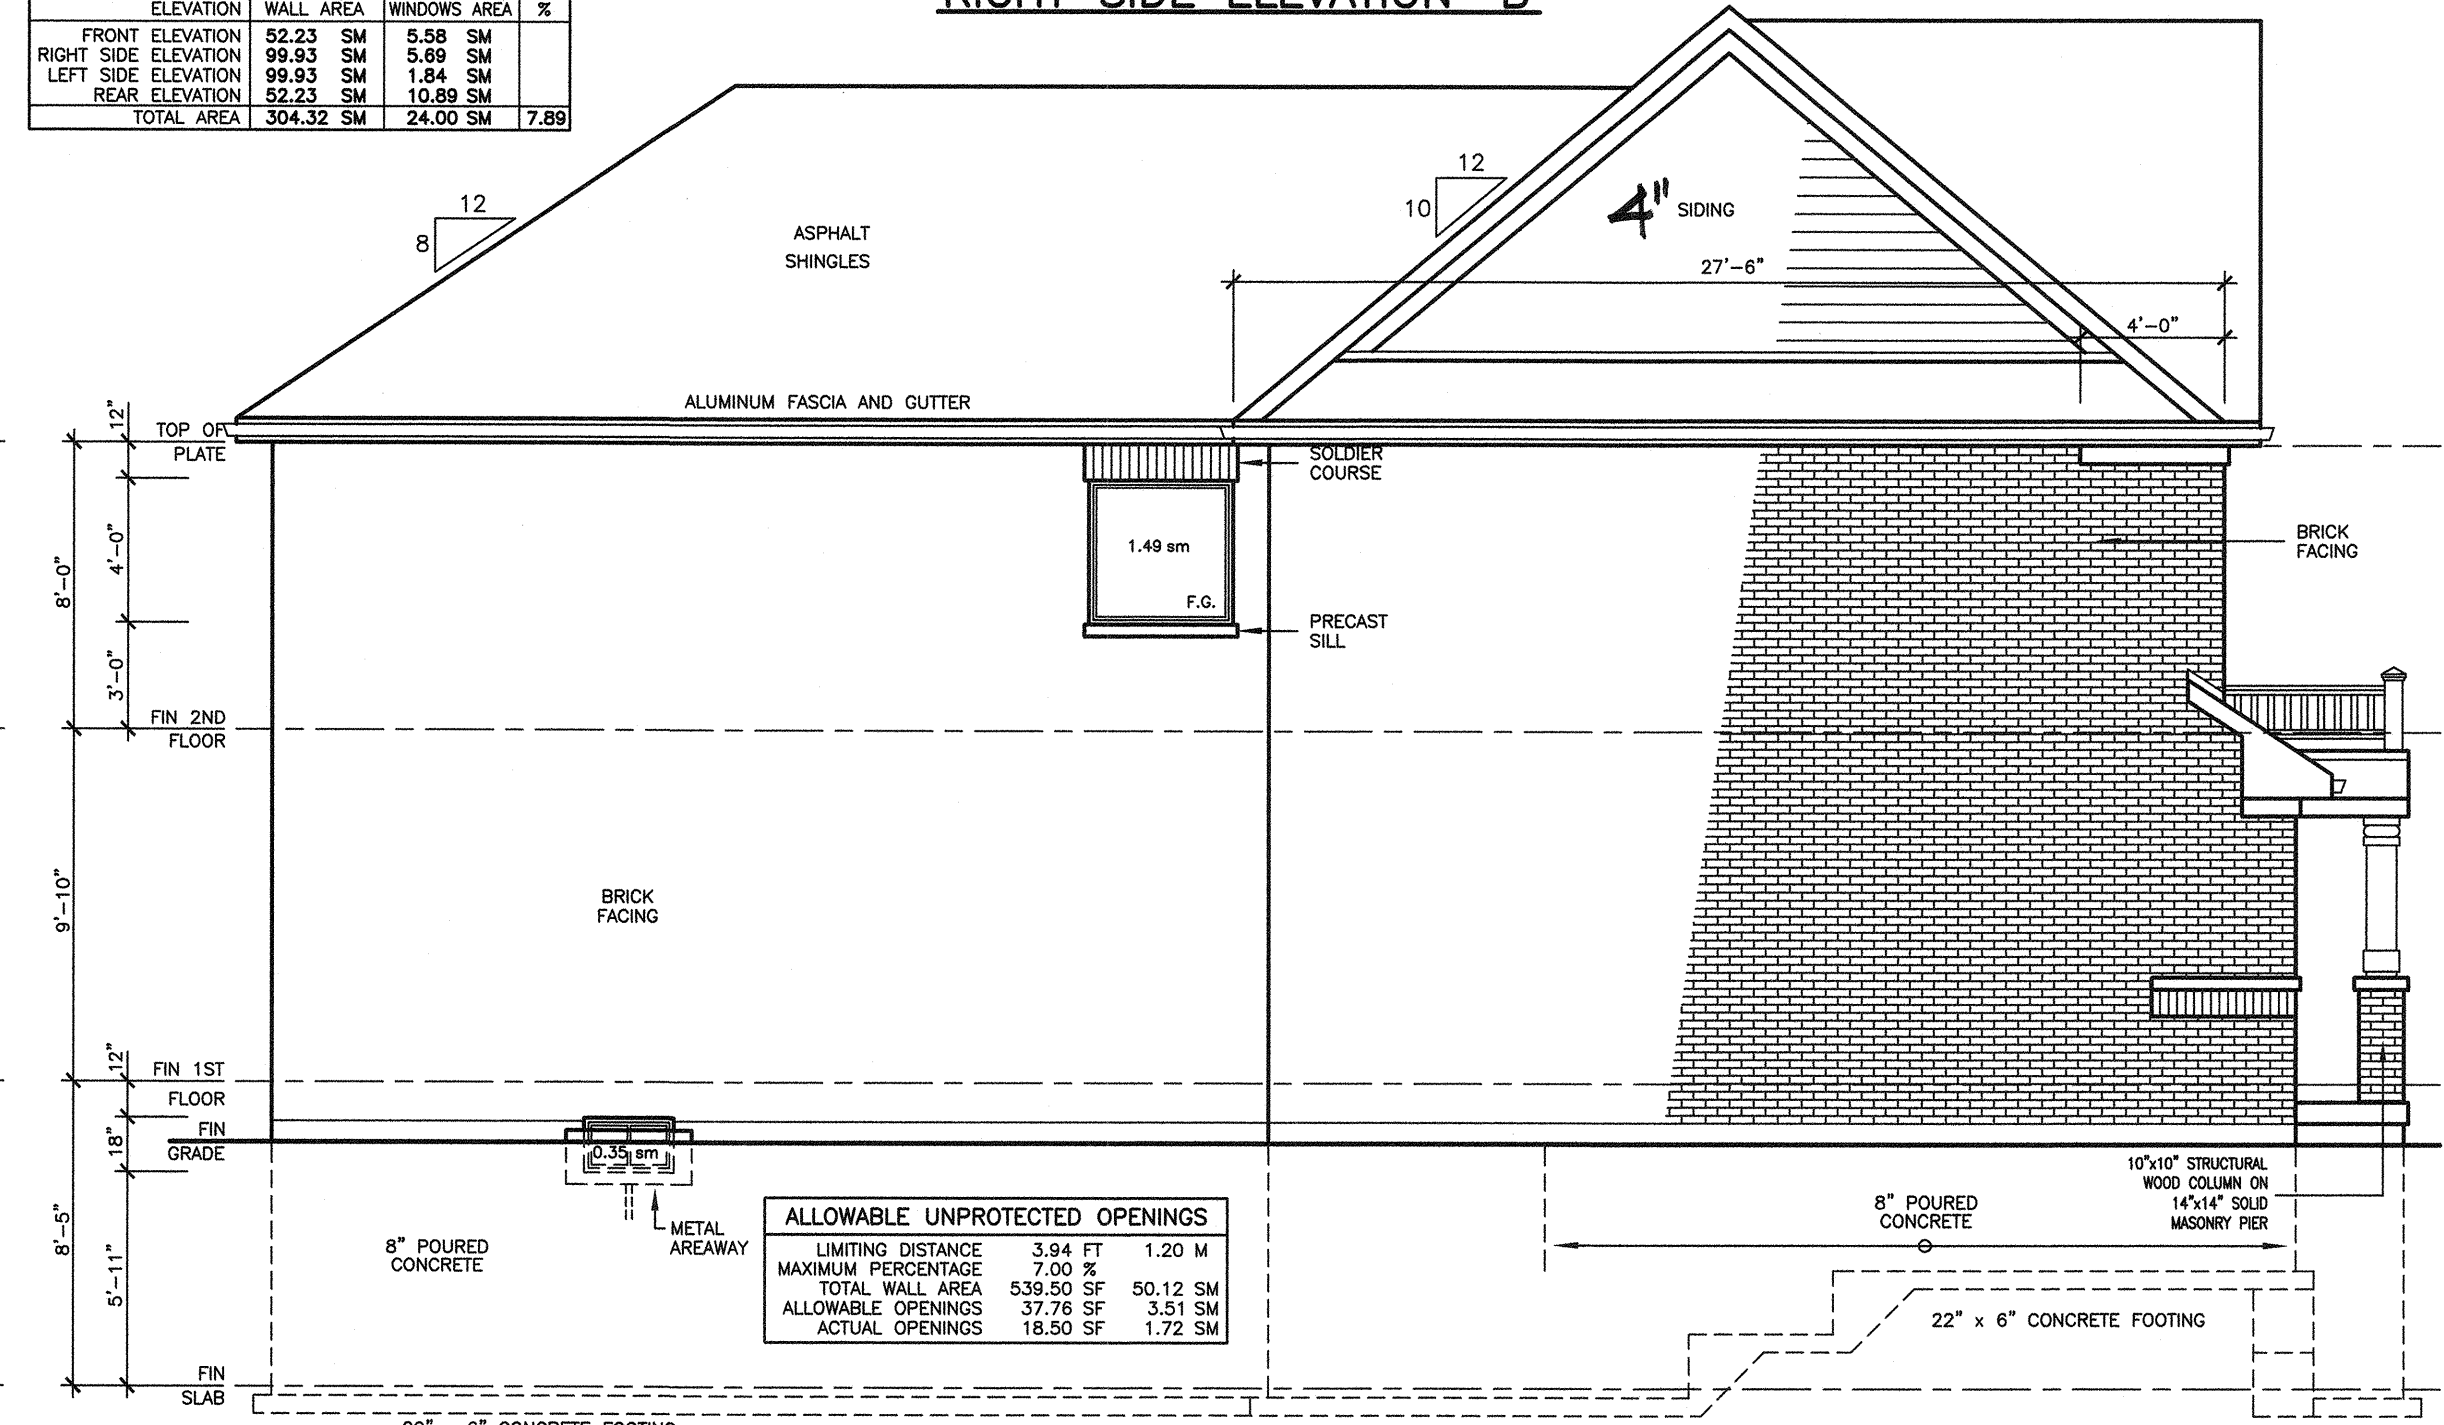 RIGHT SIDE ELEVATION "B"
ELEVATION WALL AREA WINDOWS AREA %
FRONT ELEVATION 52.23 SM 5.58 SM
RIGHT SIDE ELEVATION 99.93 SM 5.69 SM
LEFT SIDE ELEVATION 99.93 SM 1.84 SM
REAR ELEVATION 52.23 SM 10.89 SM
TOTAL AREA 304.32 SM 24.00 SM 7.89
12
8
ASPHALT
SHINGLES
12
10
4" SIDING
27'-6"
4'-0"
ALUMINUM FASCIA AND GUTTER
12"
TOP OF
PLATE
SOLDIER
COURSE
8'-0"
4'-0"
3'-0"
1.49 sm
F.G.
BRICK
FACING
PRECAST
SILL
FIN 2ND
FLOOR
9'-10"
BRICK
FACING
12"
FIN 1ST
FLOOR
18"
FIN
GRADE
0.35 sm
METAL
AREAWAY
8'-5"
5'-11"
8" POURED
CONCRETE
ALLOWABLE UNPROTECTED OPENINGS
LIMITING DISTANCE 3.94 FT 1.20 M
MAXIMUM PERCENTAGE 7.00 %
TOTAL WALL AREA 539.50 SF 50.12 SM
ALLOWABLE OPENINGS 37.76 SF 3.51 SM
ACTUAL OPENINGS 18.50 SF 1.72 SM
8" POURED
CONCRETE
10"x10" STRUCTURAL
WOOD COLUMN ON
14"x14" SOLID
MASONRY PIER
22" x 6" CONCRETE FOOTING
FIN
SLAB
6" CONCRETE FOOTING